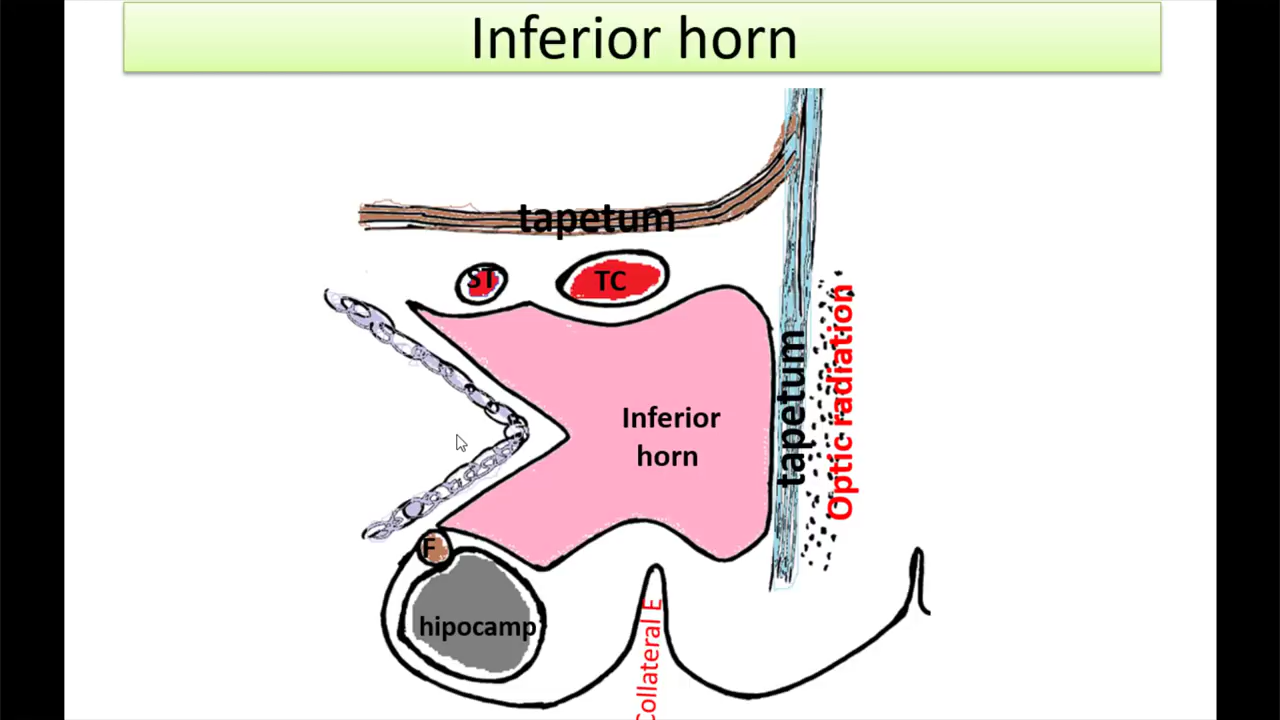 Inferior horn
tapetum
ST
TC
Inferior
horn
tapetum
Optic radiation
F
hipocamp
Collateral E